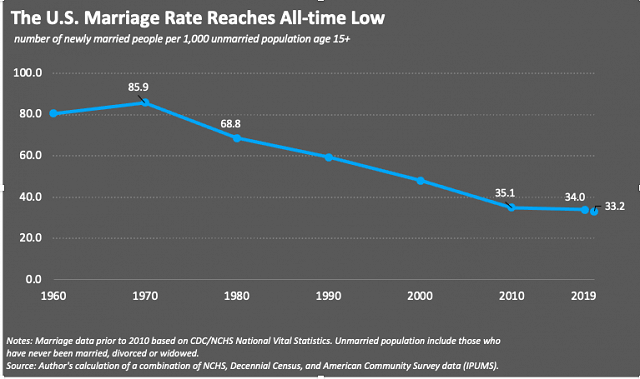 The U.S. Marriage Rate Reaches All-time Low
number of newly married people per 1,000 unmarried population age 15+
100.0
85.9
80.0
68.8
60.0
40.0
35.1
34.0
33.2
20.0
0.0
1960 1970 1980 1990 2000 2010 2019
Notes: Marriage data prior to 2010 based on CDC/NCHS National Vital Statistics. Unmarried population include those who
have never been married, divorced or widowed.
Source: Author's calculation of a combination of NCHS, Decennial Census, and American Community Survey data (IPUMS).